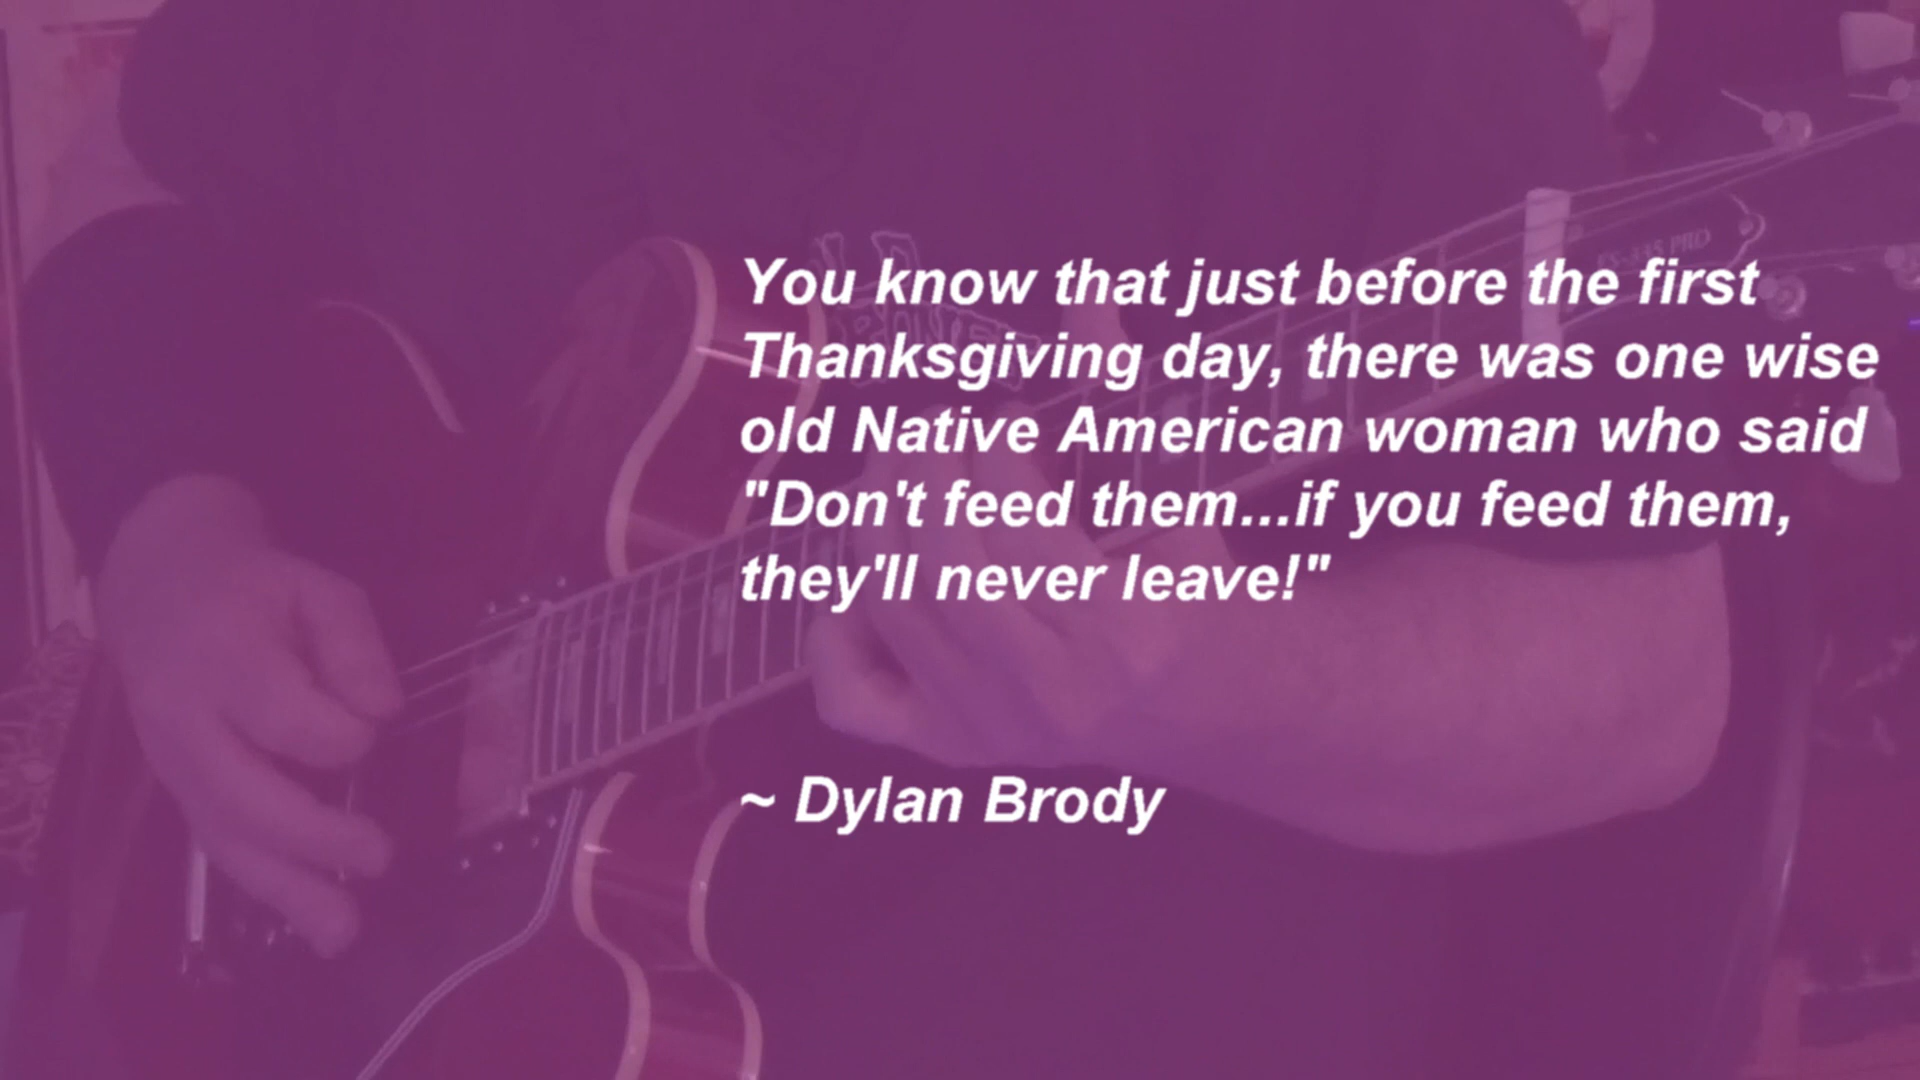 You know that just before the first
Thanksgiving day, there was one wise
old Native American woman who said
"Don't feed them...if you feed them,
they'll never leave!"
~ Dylan Brody